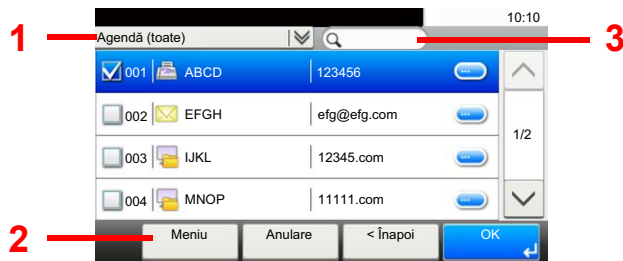 10:10
1 Agendă (toate) 3
001 ABCD 123456
002 EFGH efg@efg.com
003 IJKL 12345.com
1/2
004 MNOP 11111.com
2 Meniu Anulare < Înapoi OK